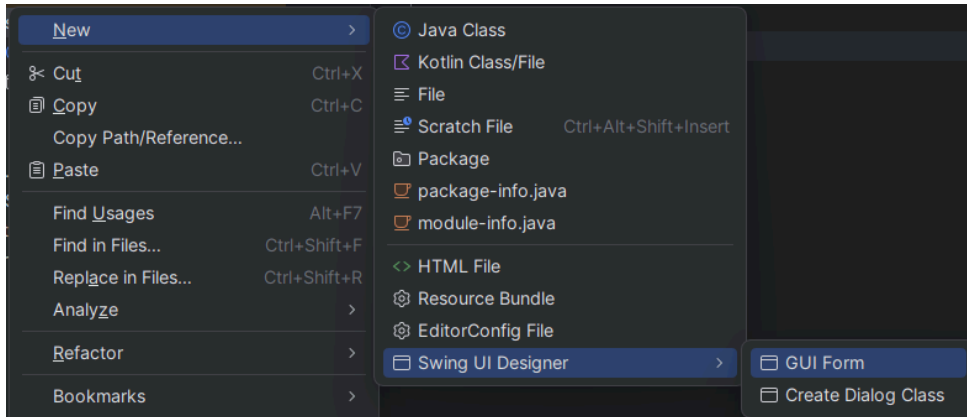 New
Cut Ctrl+X
Copy Ctrl+C
Copy Path/Reference...
Paste Ctrl+V
Find Usages Alt+F7
Find in Files... Ctrl+Shift+F
Replace in Files... Ctrl+Shift+R
Analyze
Refactor
Bookmarks
Java Class
Kotlin Class/File
File
Scratch File Ctrl+Alt+Shift+Insert
Package
package-info.java
module-info.java
HTML File
Resource Bundle
EditorConfig File
Swing UI Designer
GUI Form
Create Dialog Class